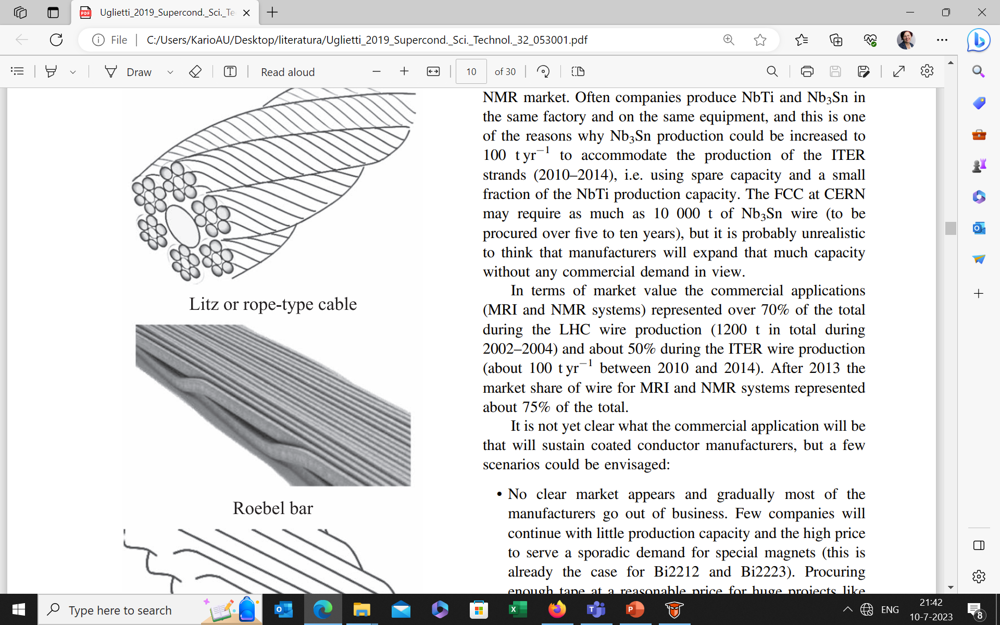 Uglietti_2019_Supercond._Sci._Te
File
C:/Users/KarioAU/Desktop/literatura/Uglietti_2019_Supercond._Sci._Technol._32_053001.pdf
Draw
Read aloud
10
of 30
Litz or rope-type cable
Roebel bar
NMR market. Often companies produce NbTi and Nb₃Sn in
the same factory and on the same equipment, and this is one
of the reasons why Nb₃Sn production could be increased to
100 t yr⁻¹ to accommodate the production of the ITER
strands (2010–2014), i.e. using spare capacity and a small
fraction of the NbTi production capacity. The FCC at CERN
may require as much as 10 000 t of Nb₃Sn wire (to be
procured over five to ten years), but it is probably unrealistic
to think that manufacturers will expand that much capacity
without any commercial demand in view.
In terms of market value the commercial applications
(MRI and NMR systems) represented over 70% of the total
during the LHC wire production (1200 t in total during
2002–2004) and about 50% during the ITER wire production
(about 100 t yr⁻¹ between 2010 and 2014). After 2013 the
market share of wire for MRI and NMR systems represented
about 75% of the total.
It is not yet clear what the commercial application will be
that will sustain coated conductor manufacturers, but a few
scenarios could be envisaged:
• No clear market appears and gradually most of the
manufacturers go out of business. Few companies will
continue with little production capacity and the high price
to serve a sporadic demand for special magnets (this is
already the case for Bi2212 and Bi2223). Procuring
enough tape at a reasonable price for huge projects like
Type here to search
ENG
21:42
10-7-2023
8